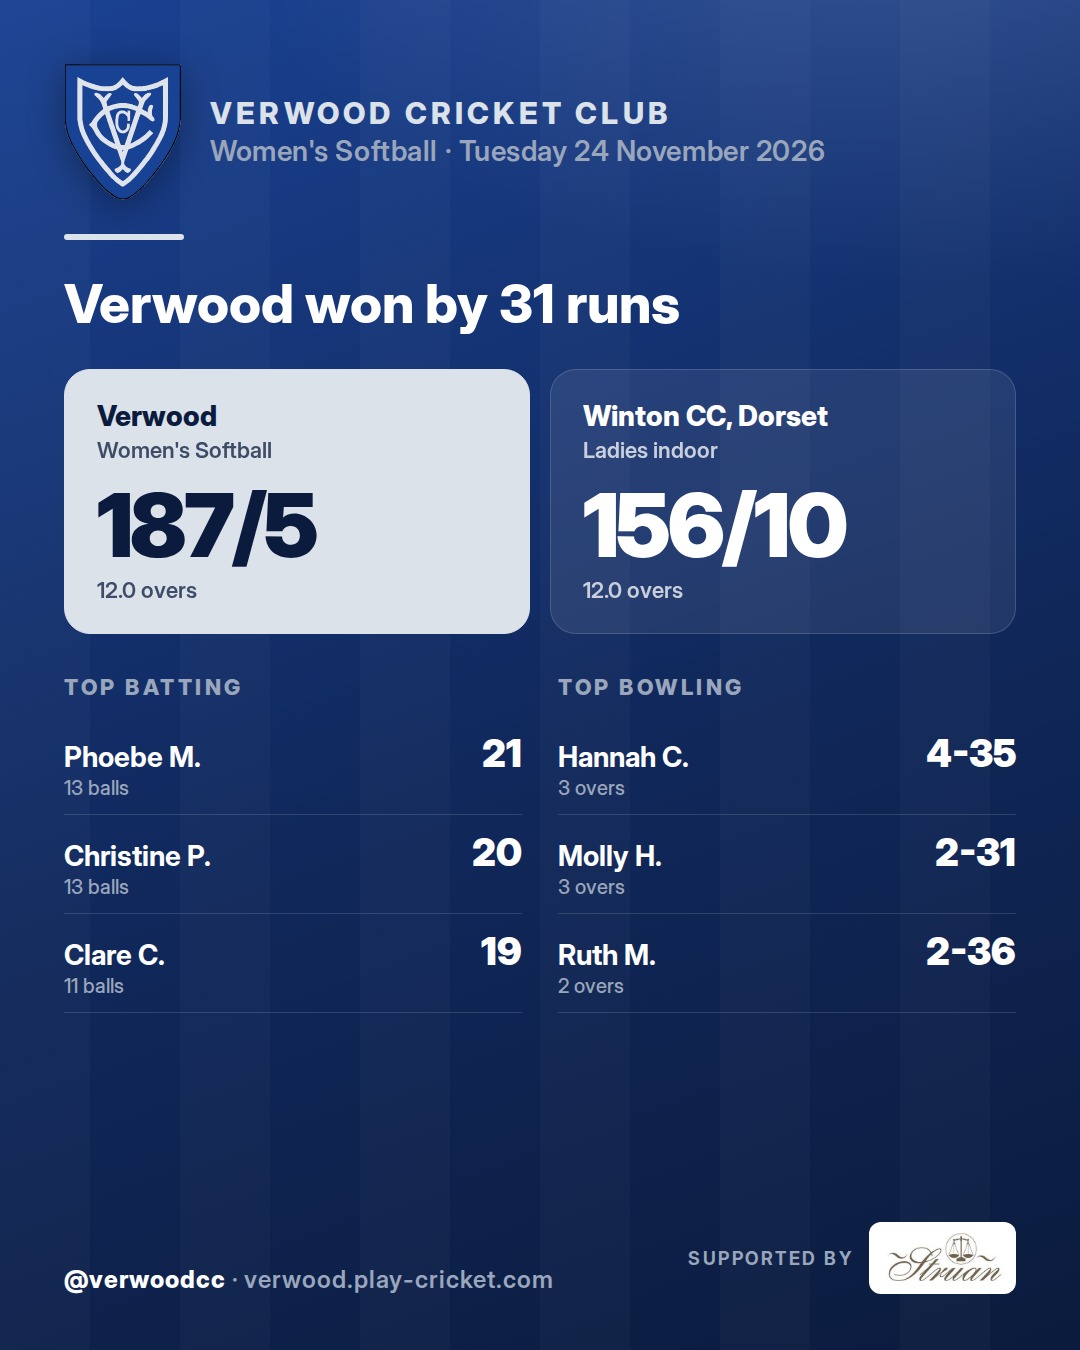 VERWOOD CRICKET CLUB
Women's Softball · Tuesday 24 November 2026
Verwood won by 31 runs
Verwood
Women's Softball
187/5
12.0 overs
Winton CC, Dorset
Ladies indoor
156/10
12.0 overs
TOP BATTING
Phoebe M. 21
13 balls
Christine P. 20
13 balls
Clare C. 19
11 balls
TOP BOWLING
Hannah C. 4-35
3 overs
Molly H. 2-31
3 overs
Ruth M. 2-36
2 overs
@verwoodcc · verwood.play-cricket.com
SUPPORTED BY
Struan